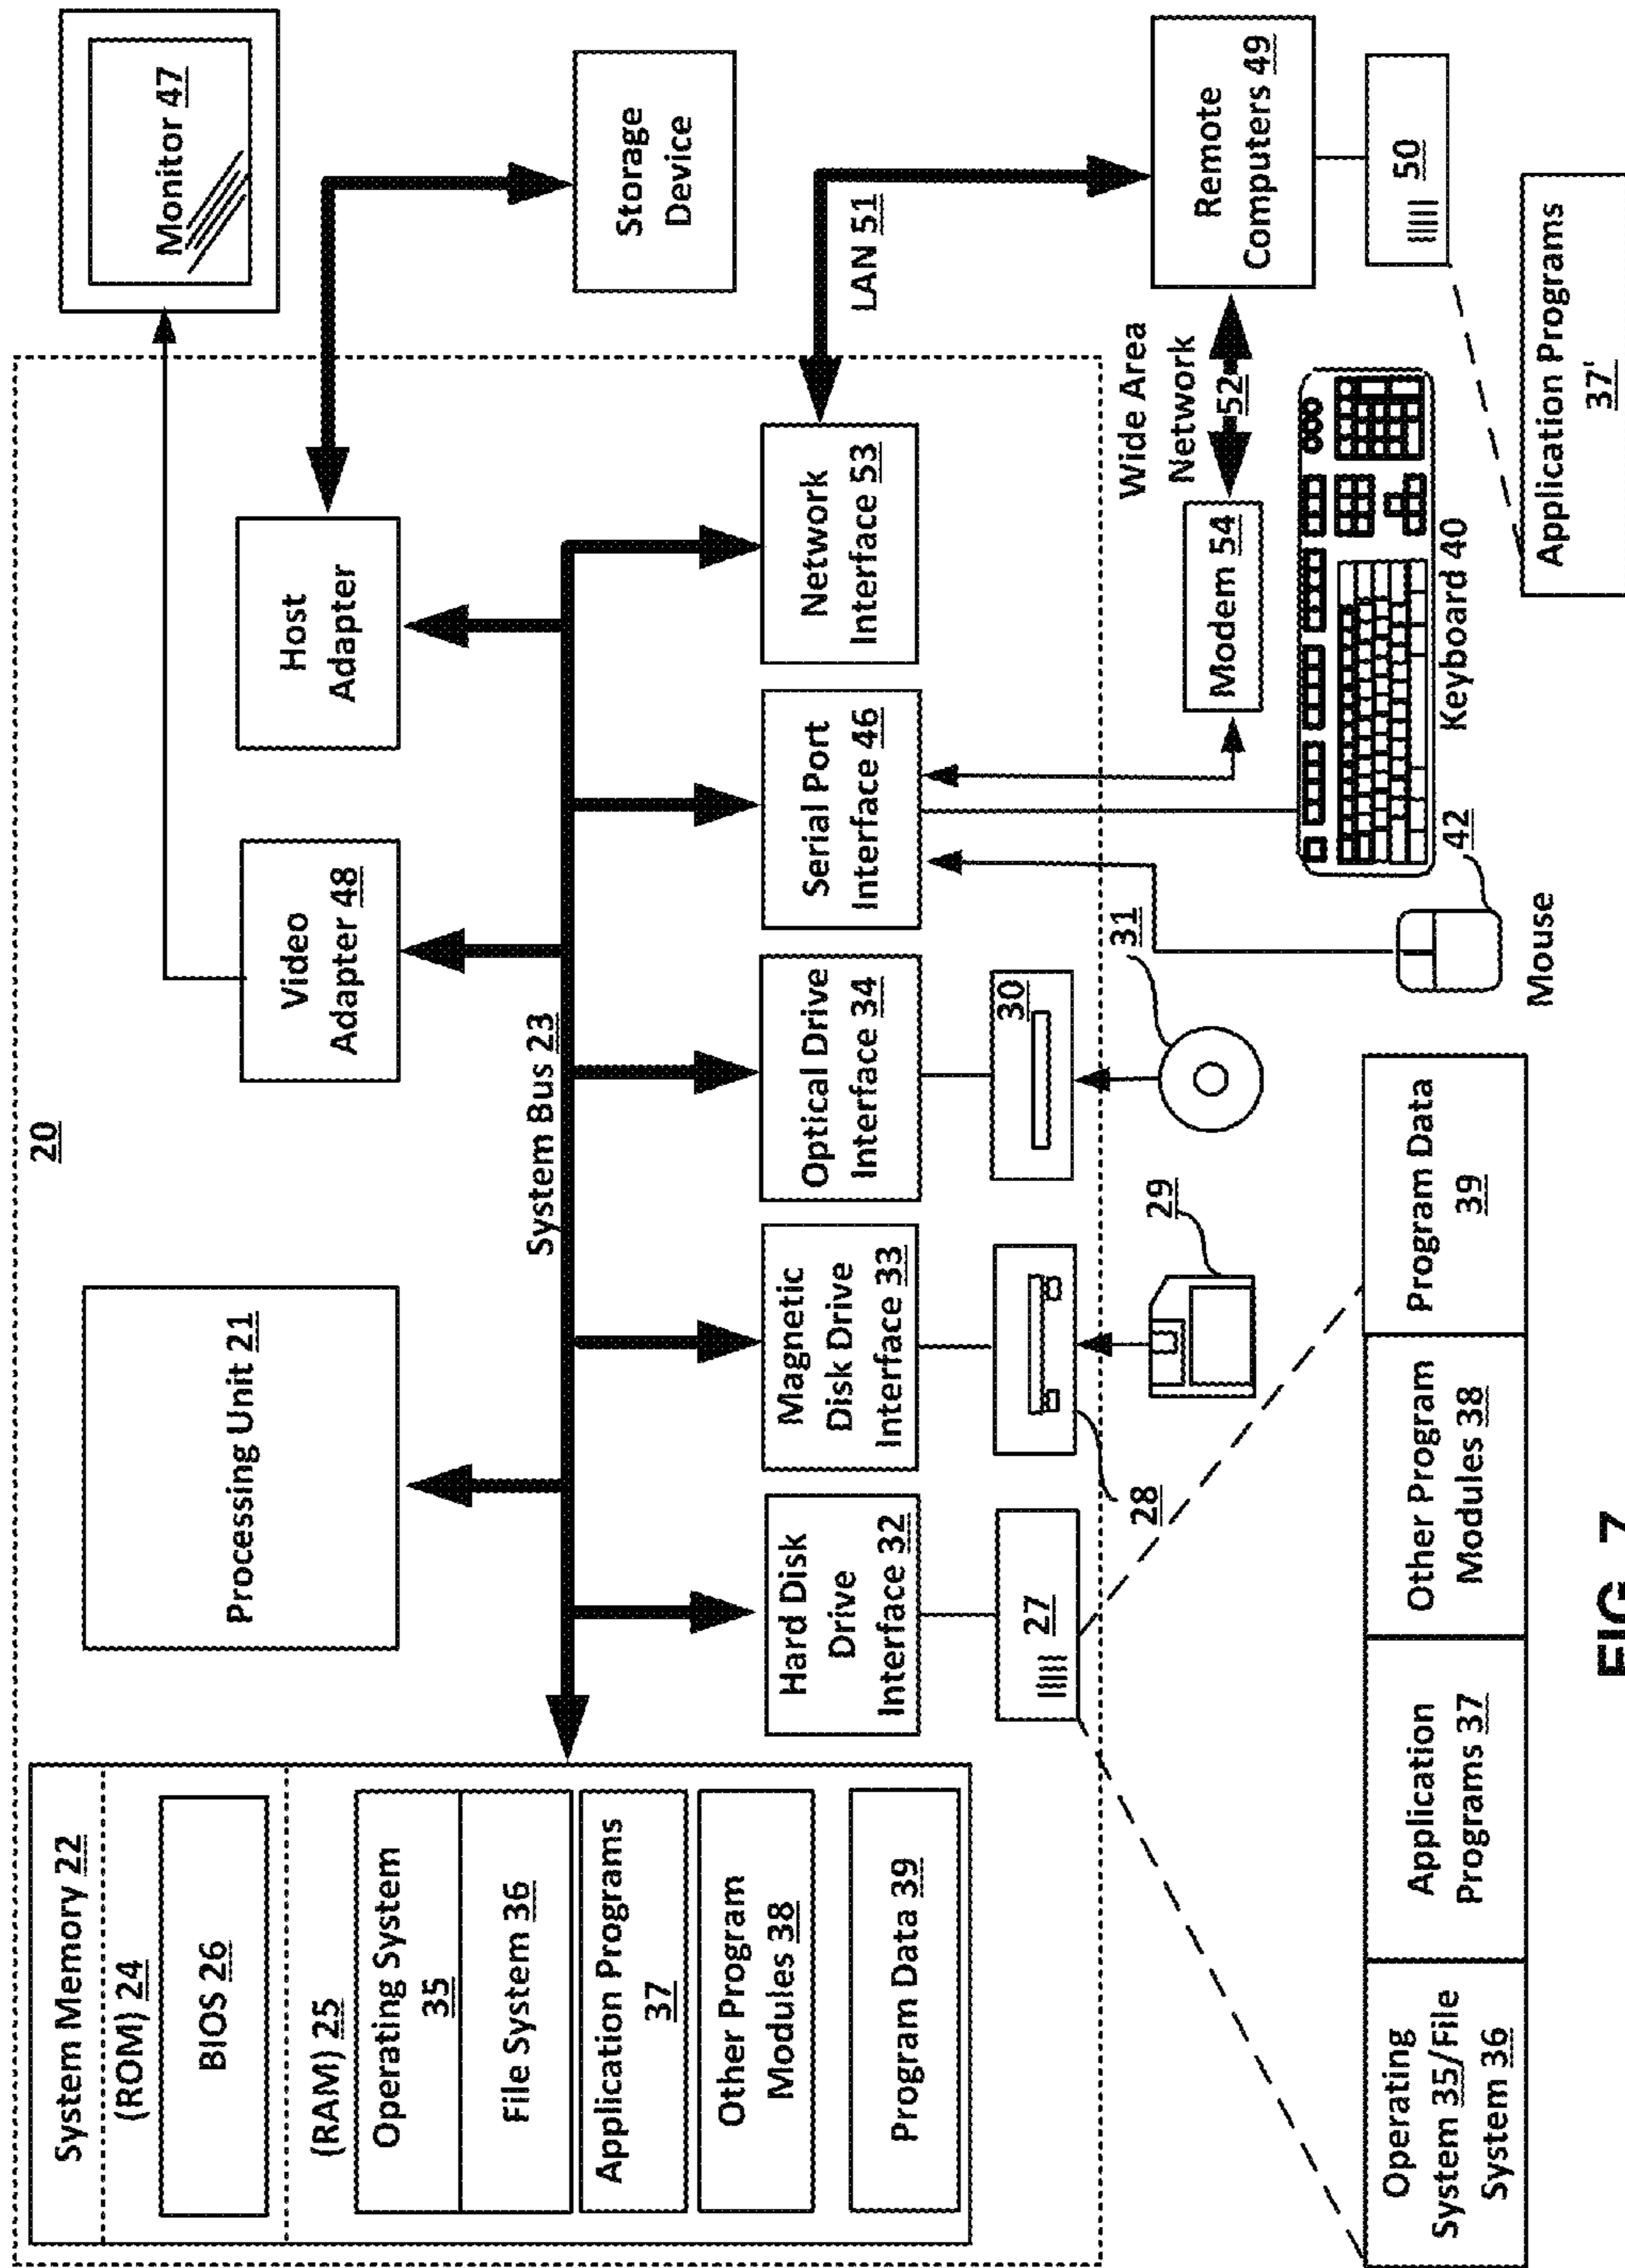 20
System Memory 22
(ROM) 24
BIOS 26
(RAM) 25
Operating System
35
File System 36
Application Programs
37
Other Program
Modules 38
Program Data 39
Processing Unit 21
Video
Adapter 48
Host
Adapter
Monitor 47
System Bus 23
Storage
Device
Hard Disk
Drive
Interface 32
Magnetic
Disk Drive
Interface 33
Optical Drive
Interface 34
Serial Port
Interface 46
Network
Interface 53
LAN 51
27
28
30
29
31
Modem 54
Wide Area
Network
52
Remote
Computers 49
50
Keyboard 40
42
Mouse
Operating
System 35/File
System 36
Application
Programs 37
Other Program
Modules 38
Program Data
39
Application Programs
37'
FIG. 7